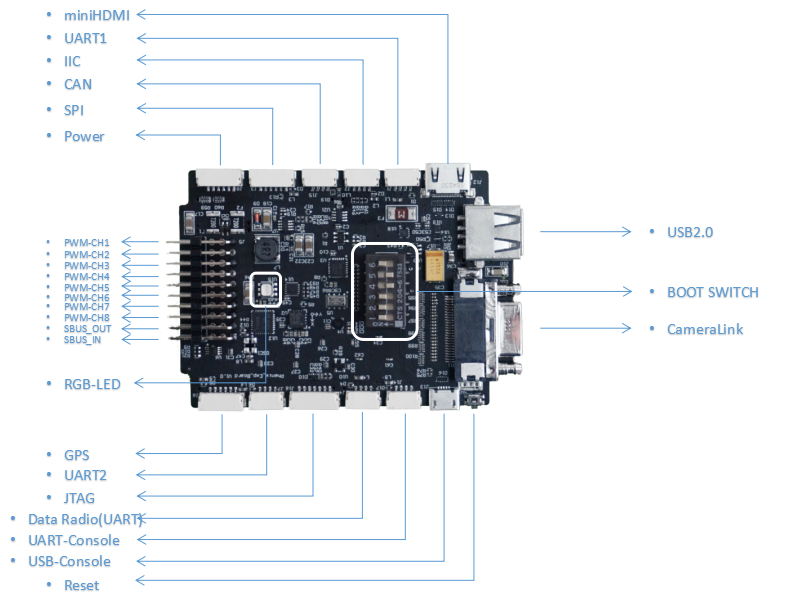 miniHDMI
UART1
IIC
CAN
SPI
Power
PWM-CH1
PWM-CH2
PWM-CH3
PWM-CH4
PWM-CH5
PWM-CH6
PWM-CH7
PWM-CH8
SBUS_OUT
SBUS_IN
RGB-LED
USB2.0
BOOT SWITCH
CameraLink
GPS
UART2
JTAG
Data Radio(UART)
UART-Console
USB-Console
Reset